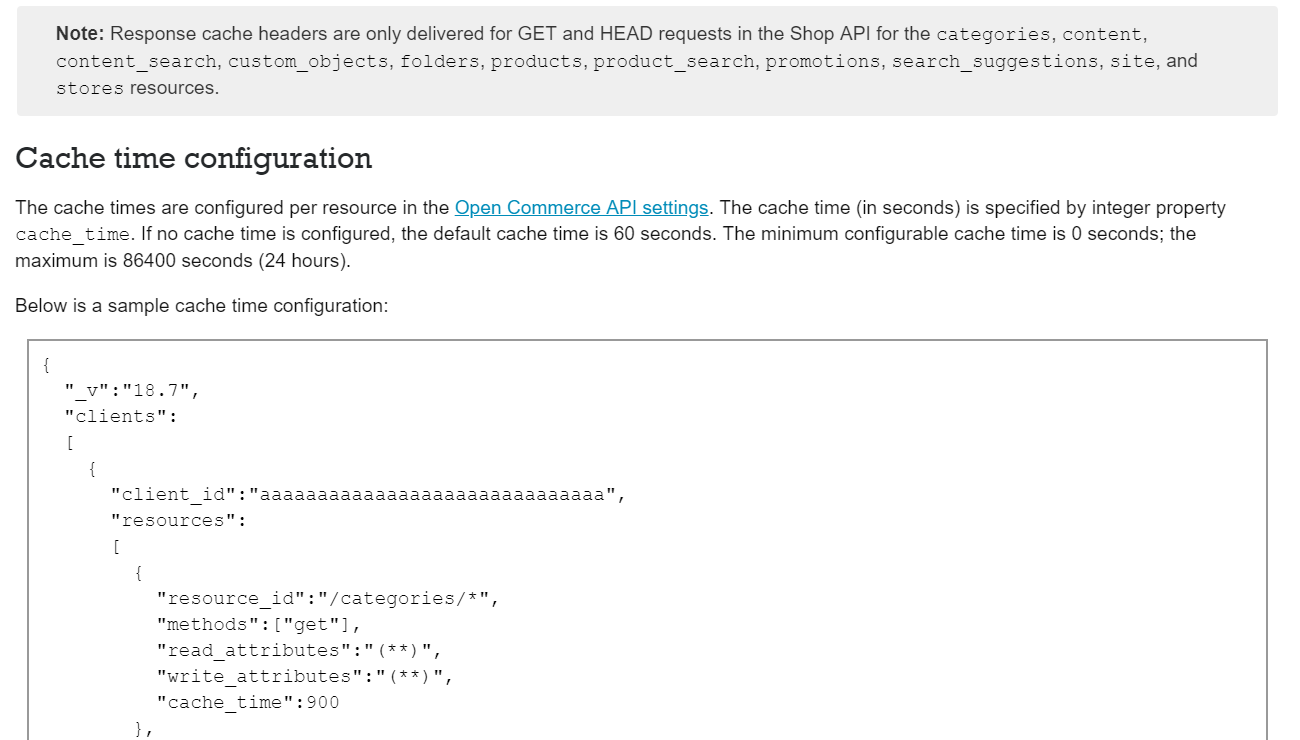 Note: Response cache headers are only delivered for GET and HEAD requests in the Shop API for the categories, content,
content_search, custom_objects, folders, products, product_search, promotions, search_suggestions, site, and
stores resources.
Cache time configuration
The cache times are configured per resource in the Open Commerce API settings. The cache time (in seconds) is specified by integer property
cache_time. If no cache time is configured, the default cache time is 60 seconds. The minimum configurable cache time is 0 seconds; the
maximum is 86400 seconds (24 hours).
Below is a sample cache time configuration:
{
  "_v":"18.7",
  "clients":
  [
    {
      "client_id":"aaaaaaaaaaaaaaaaaaaaaaaaaaaaaa",
      "resources":
      [
        {
          "resource_id":"/categories/*",
          "methods":["get"],
          "read_attributes":"(**)",
          "write_attributes":"(**)",
          "cache_time":900
        },